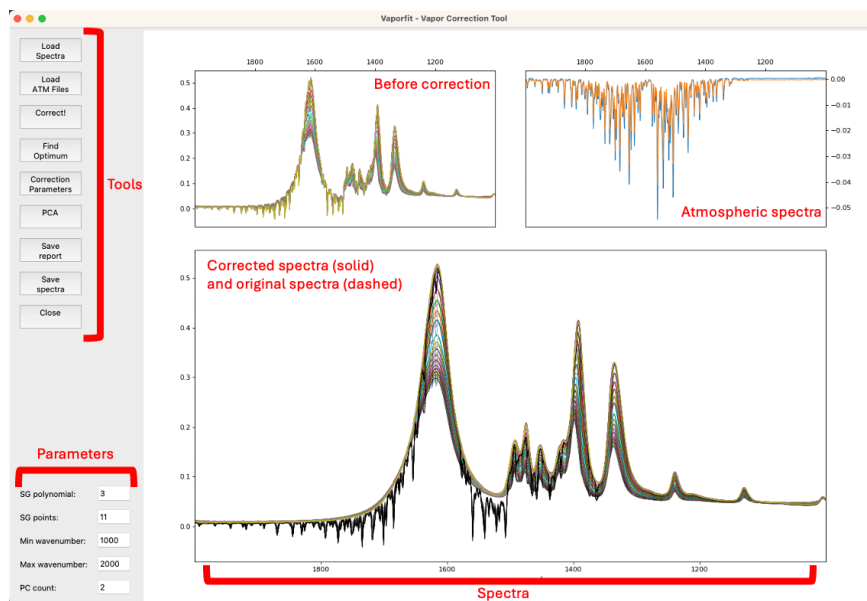 Vaporfit - Vapor Correction Tool
Load
Spectra
Load
ATM Files
Correct!
Find
Optimum
Correction
Parameters
PCA
Save
report
Save
spectra
Close
Tools
Parameters
SG polynomial: 3
SG points: 11
Min wavenumber: 1000
Max wavenumber: 2000
PC count: 2
1800 1600 1400 1200
Before correction
0.5
0.4
0.3
0.2
0.1
0.0
1800 1600 1400 1200
0.00
−0.01
−0.02
−0.03
−0.04
−0.05
Atmospheric spectra
Corrected spectra (solid)
and original spectra (dashed)
0.5
0.4
0.3
0.2
0.1
0.0
1800 1600 1400 1200
Spectra